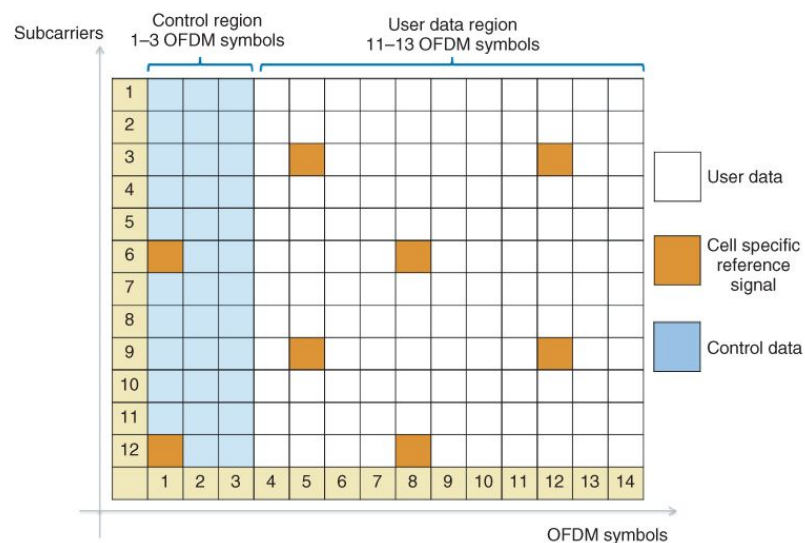 Control region
1–3 OFDM symbols
User data region
11–13 OFDM symbols
Subcarriers
1
2
3
4
5
6
7
8
9
10
11
12
1 2 3 4 5 6 7 8 9 10 11 12 13 14
OFDM symbols
User data
Cell specific
reference
signal
Control data